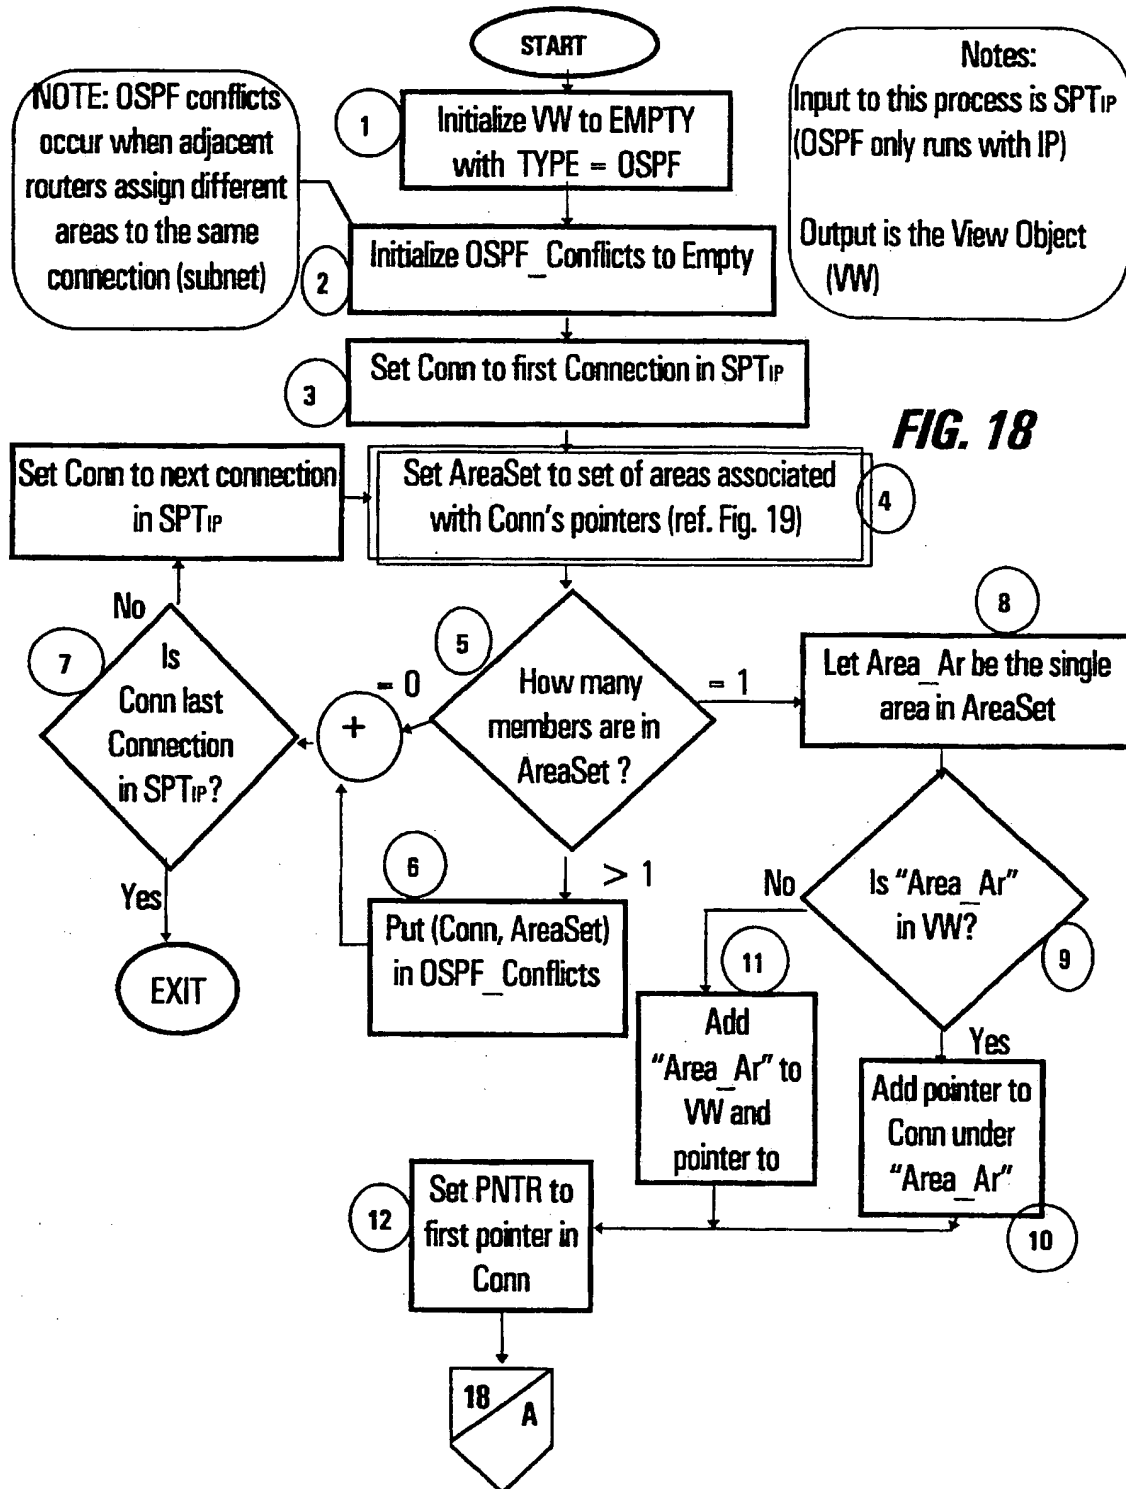 START
NOTE: OSPF conflicts
occur when adjacent
routers assign different
areas to the same
connection (subnet)
Notes:
Input to this process is SPTIP
(OSPF only runs with IP)
Output is the View Object
(VW)
1
Initialize VW to EMPTY
with TYPE = OSPF
2
Initialize OSPF_Conflicts to Empty
3
Set Conn to first Connection in SPTIP
FIG. 18
Set Conn to next connection
in SPTIP
Set AreaSet to set of areas associated
with Conn's pointers (ref. Fig. 19)
4
No
7
Is
Conn last
Connection
in SPTIP?
Yes
EXIT
= 0
+
5
How many
members are in
AreaSet ?
= 1
> 1
8
Let Area_Ar be the single
area in AreaSet
6
Put (Conn, AreaSet)
in OSPF_Conflicts
No
Is "Area_Ar"
in VW?
9
Yes
11
Add
"Area_Ar" to
VW and
pointer to
Add pointer to
Conn under
"Area_Ar"
10
12
Set PNTR to
first pointer in
Conn
18
A